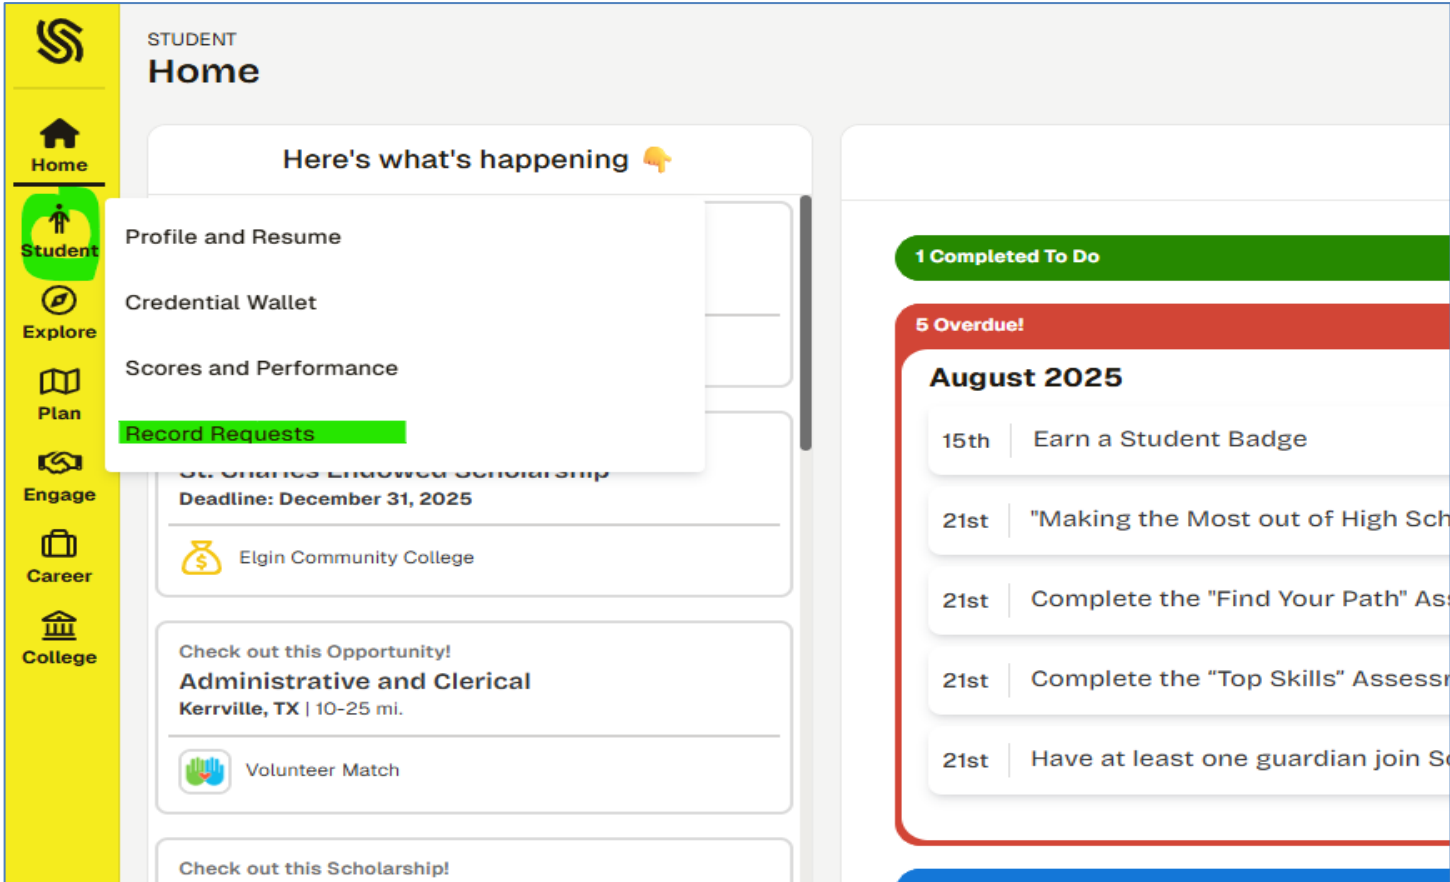 STUDENT
Home
Home
Student
Explore
Plan
Engage
Career
College
Here's what's happening
Profile and Resume
Credential Wallet
Scores and Performance
Record Requests
St. Charles Endowed Scholarship
Deadline: December 31, 2025
Elgin Community College
Check out this Opportunity!
Administrative and Clerical
Kerrville, TX | 10-25 mi.
Volunteer Match
Check out this Scholarship!
1 Completed To Do
5 Overdue!
August 2025
15th Earn a Student Badge
21st "Making the Most out of High Sch
21st Complete the "Find Your Path" As
21st Complete the “Top Skills” Assess
21st Have at least one guardian join S